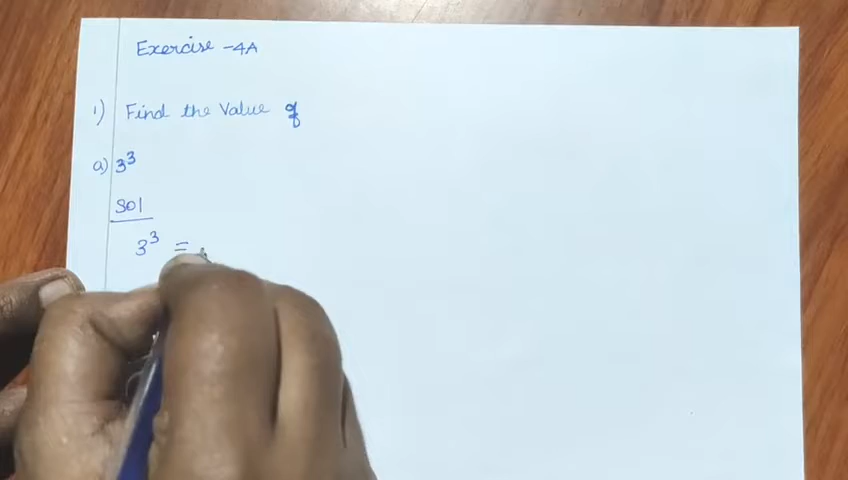 Exercise -4A
1) Find the Value of
a) 3³
Sol
3³ =